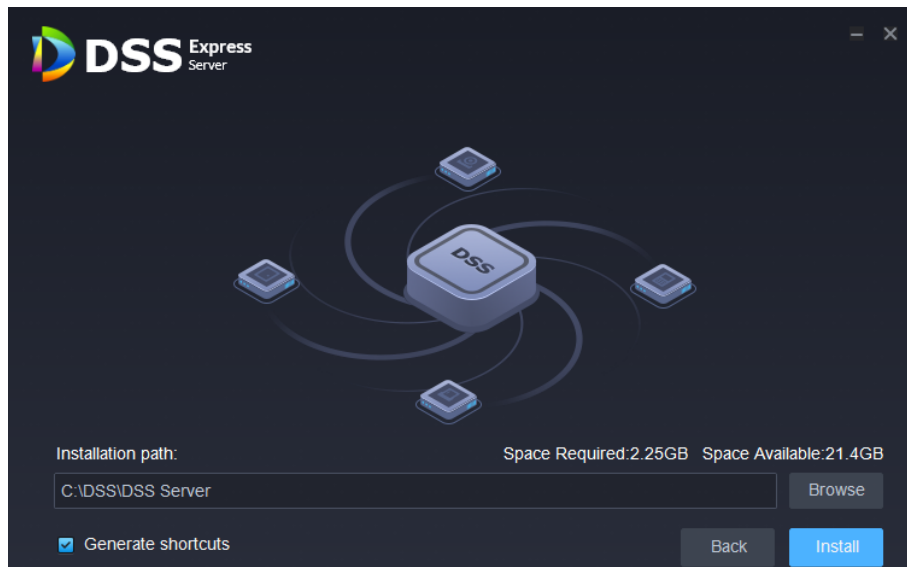 DSS Express
Server
DSS
Installation path:
Space Required:2.25GB Space Available:21.4GB
C:\DSS\DSS Server
Browse
Generate shortcuts
Back
Install